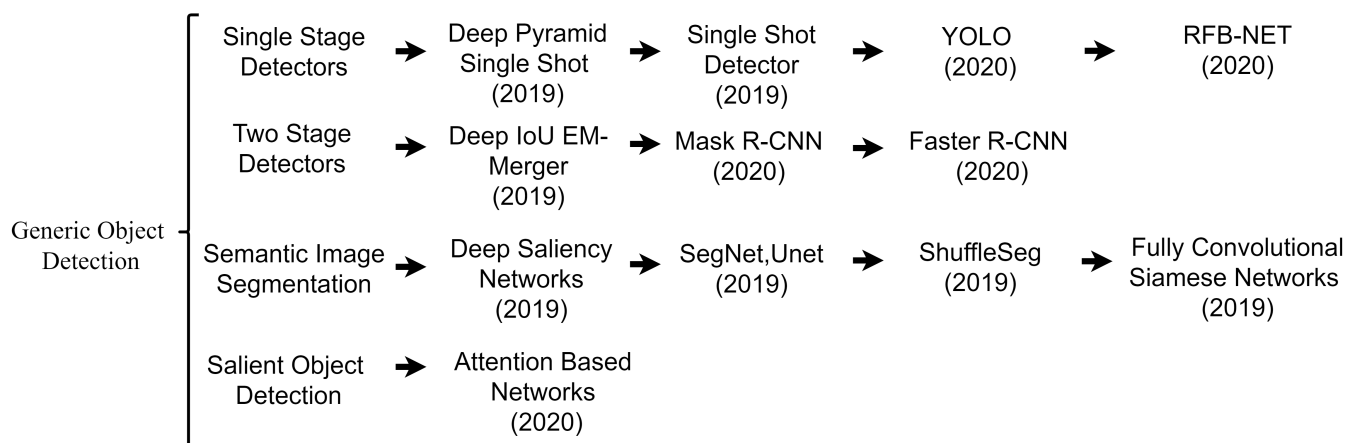 Generic Object
Detection
Single Stage
Detectors
Deep Pyramid
Single Shot
(2019)
Single Shot
Detector
(2019)
YOLO
(2020)
RFB-NET
(2020)
Two Stage
Detectors
Deep IoU EM-
Merger
(2019)
Mask R-CNN
(2020)
Faster R-CNN
(2020)
Semantic Image
Segmentation
Deep Saliency
Networks
(2019)
SegNet,Unet
(2019)
ShuffleSeg
(2019)
Fully Convolutional
Siamese Networks
(2019)
Salient Object
Detection
Attention Based
Networks
(2020)